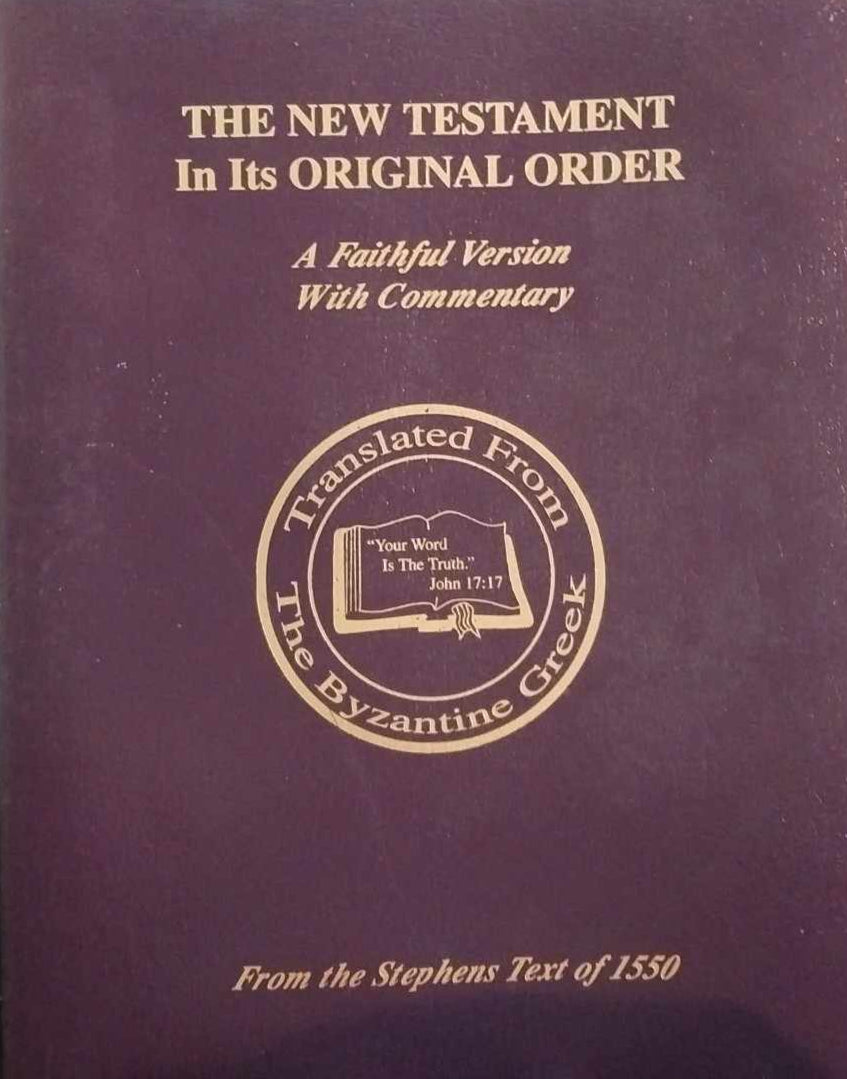 THE NEW TESTAMENT
In Its ORIGINAL ORDER
A Faithful Version
With Commentary
Translated From
"Your Word
Is The Truth."
John 17:17
The Byzantine Greek
From the Stephens Text of 1550